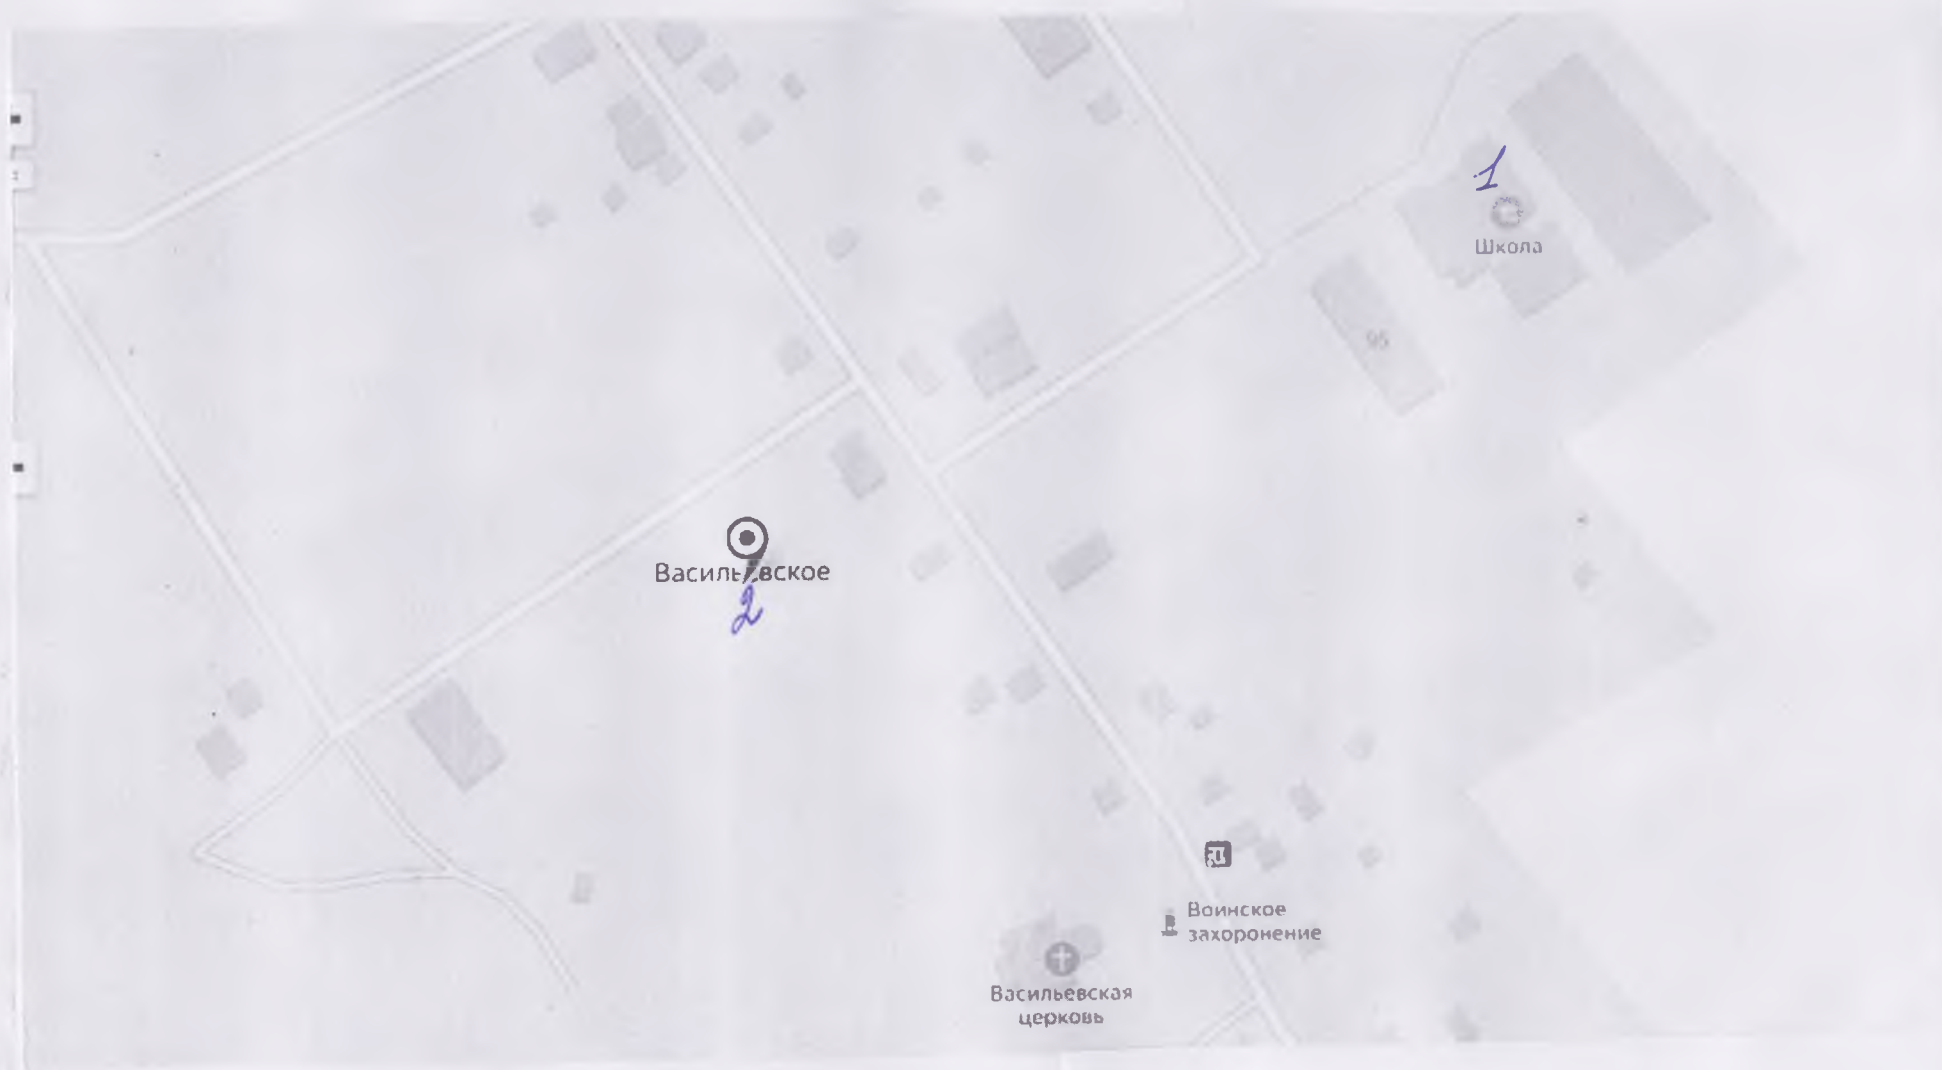 1
Школа
95
Васильевское
2
Воинское
захоронение
Васильевская
церковь